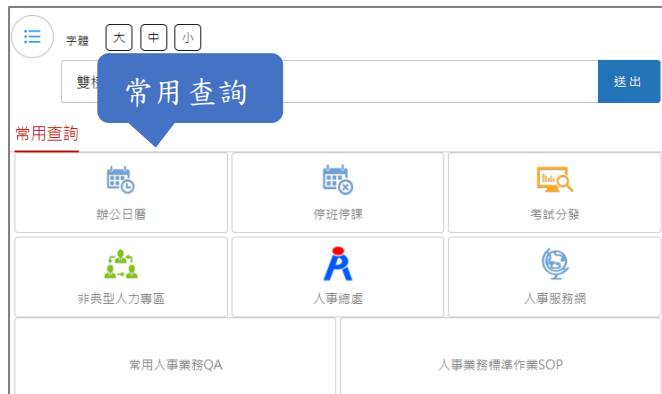 字體 大 中 小
雙
送出
常用查詢
常用查詢
辦公日曆 停班停課 考試分發
非典型人力專區 人事總處 人事服務網
常用人事業務QA 人事業務標準作業SOP